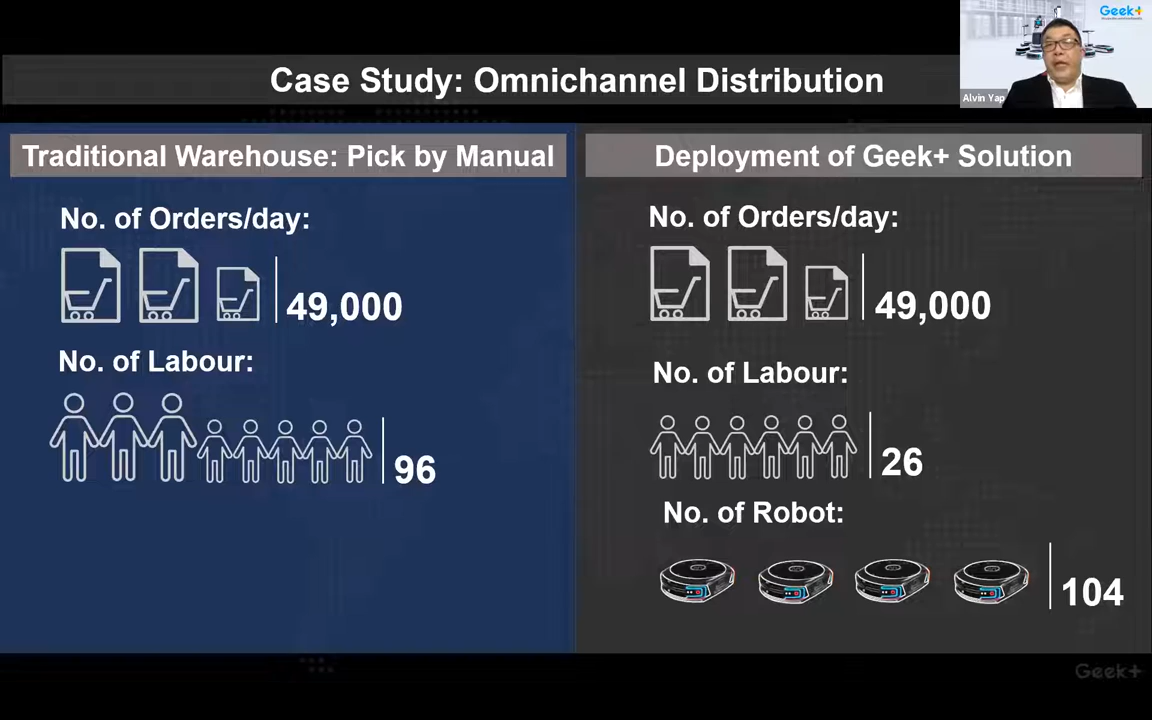 Geek+
Alvin Yap
Case Study: Omnichannel Distribution
Traditional Warehouse: Pick by Manual
No. of Orders/day:
49,000
No. of Labour:
96
Deployment of Geek+ Solution
No. of Orders/day:
49,000
No. of Labour:
26
No. of Robot:
104
Geek+